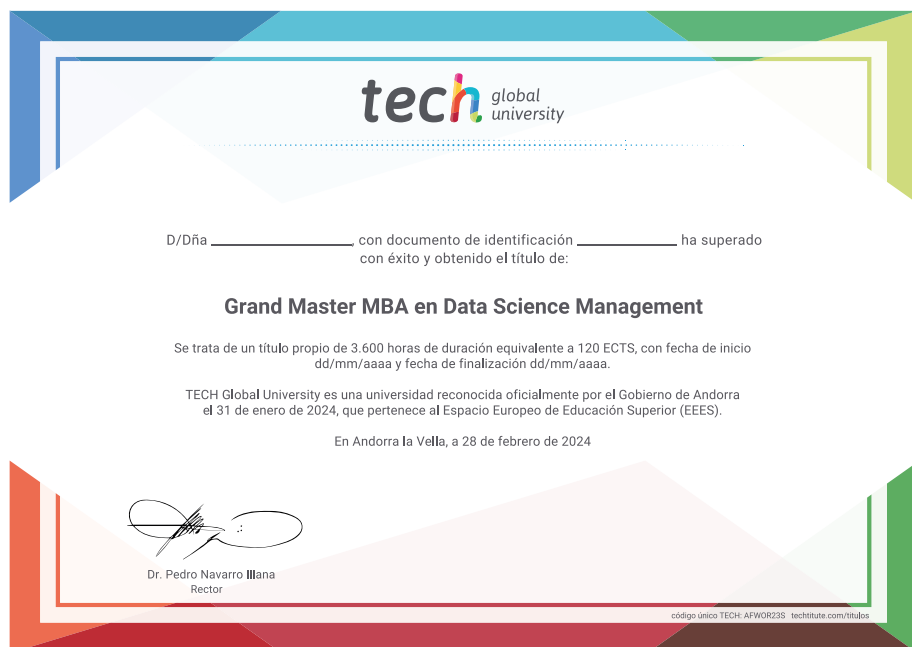 tech global university
D/Dña ________________, con documento de identificación ____________ ha superado
con éxito y obtenido el título de:
Grand Master MBA en Data Science Management
Se trata de un título propio de 3.600 horas de duración equivalente a 120 ECTS, con fecha de inicio
dd/mm/aaaa y fecha de finalización dd/mm/aaaa.
TECH Global University es una universidad reconocida oficialmente por el Gobierno de Andorra
el 31 de enero de 2024, que pertenece al Espacio Europeo de Educación Superior (EEES).
En Andorra la Vella, a 28 de febrero de 2024
Dr. Pedro Navarro Illana
Rector
código único TECH: AFWOR23S techtitute.com/titulos